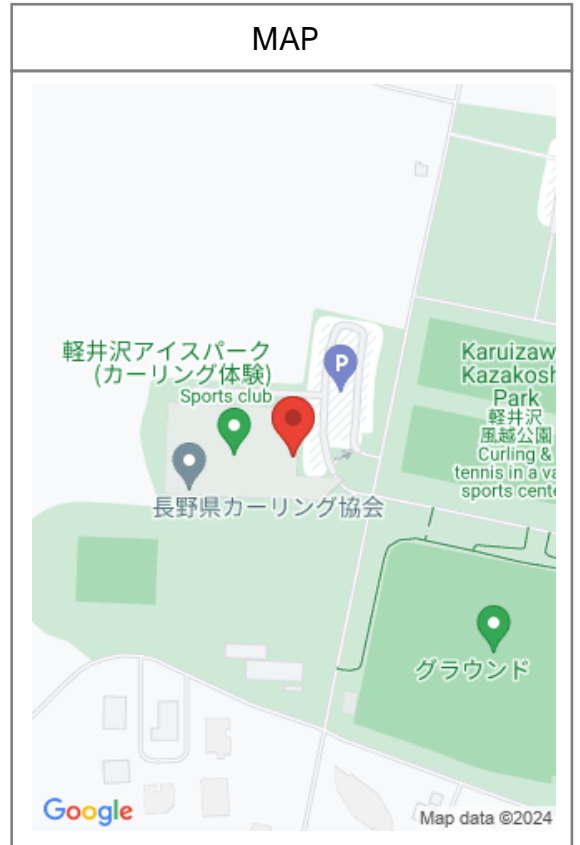 MAP
軽井沢アイスパーク
(カーリング体験)
Sports club
P
Karuizaw
Kazakosh
Park
軽井沢
風越公園
Curling &
tennis in a va
sports cente
長野県カーリング協会
グラウンド
Google
Map data ©2024